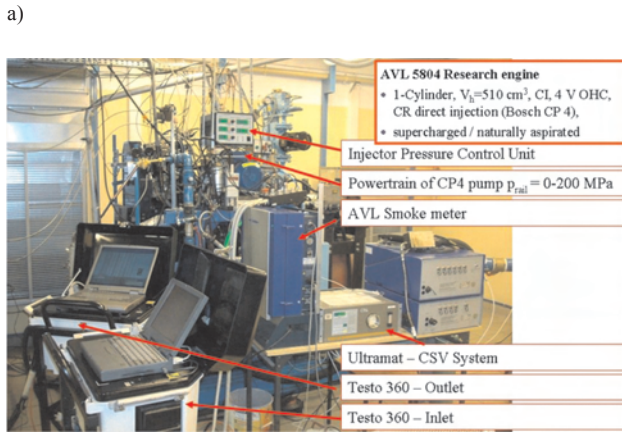 a)
AVL 5804 Research engine
• 1-Cylinder, Vh=510 cm³, CI, 4 V OHC,
CR direct injection (Bosch CP 4),
• supercharged / naturally aspirated
Injector Pressure Control Unit
Powertrain of CP4 pump prail = 0-200 MPa
AVL Smoke meter
Ultramat – CSV System
Testo 360 – Outlet
Testo 360 – Inlet